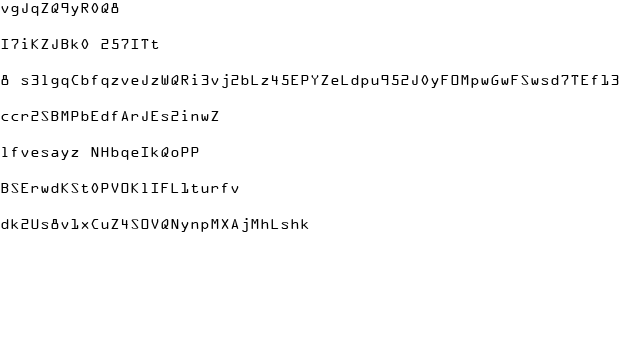 vgJqZQ9yR0Q8
I7iKZJBk0 257ITt
8 s3lgqCbfqzveJzWQRi3vj2bLz45EPYZeLdpu952J0yFOMpwGwFSwsd7TEf13
ccr2SBMPbEdfArJEs2inwZ
lfvesayz NHbqeIkQoPP
BSErwdKSt0PVOKlIFL1turfv
dk2Us8v1xCuZ4SOVQNynpMXAjMhLshk